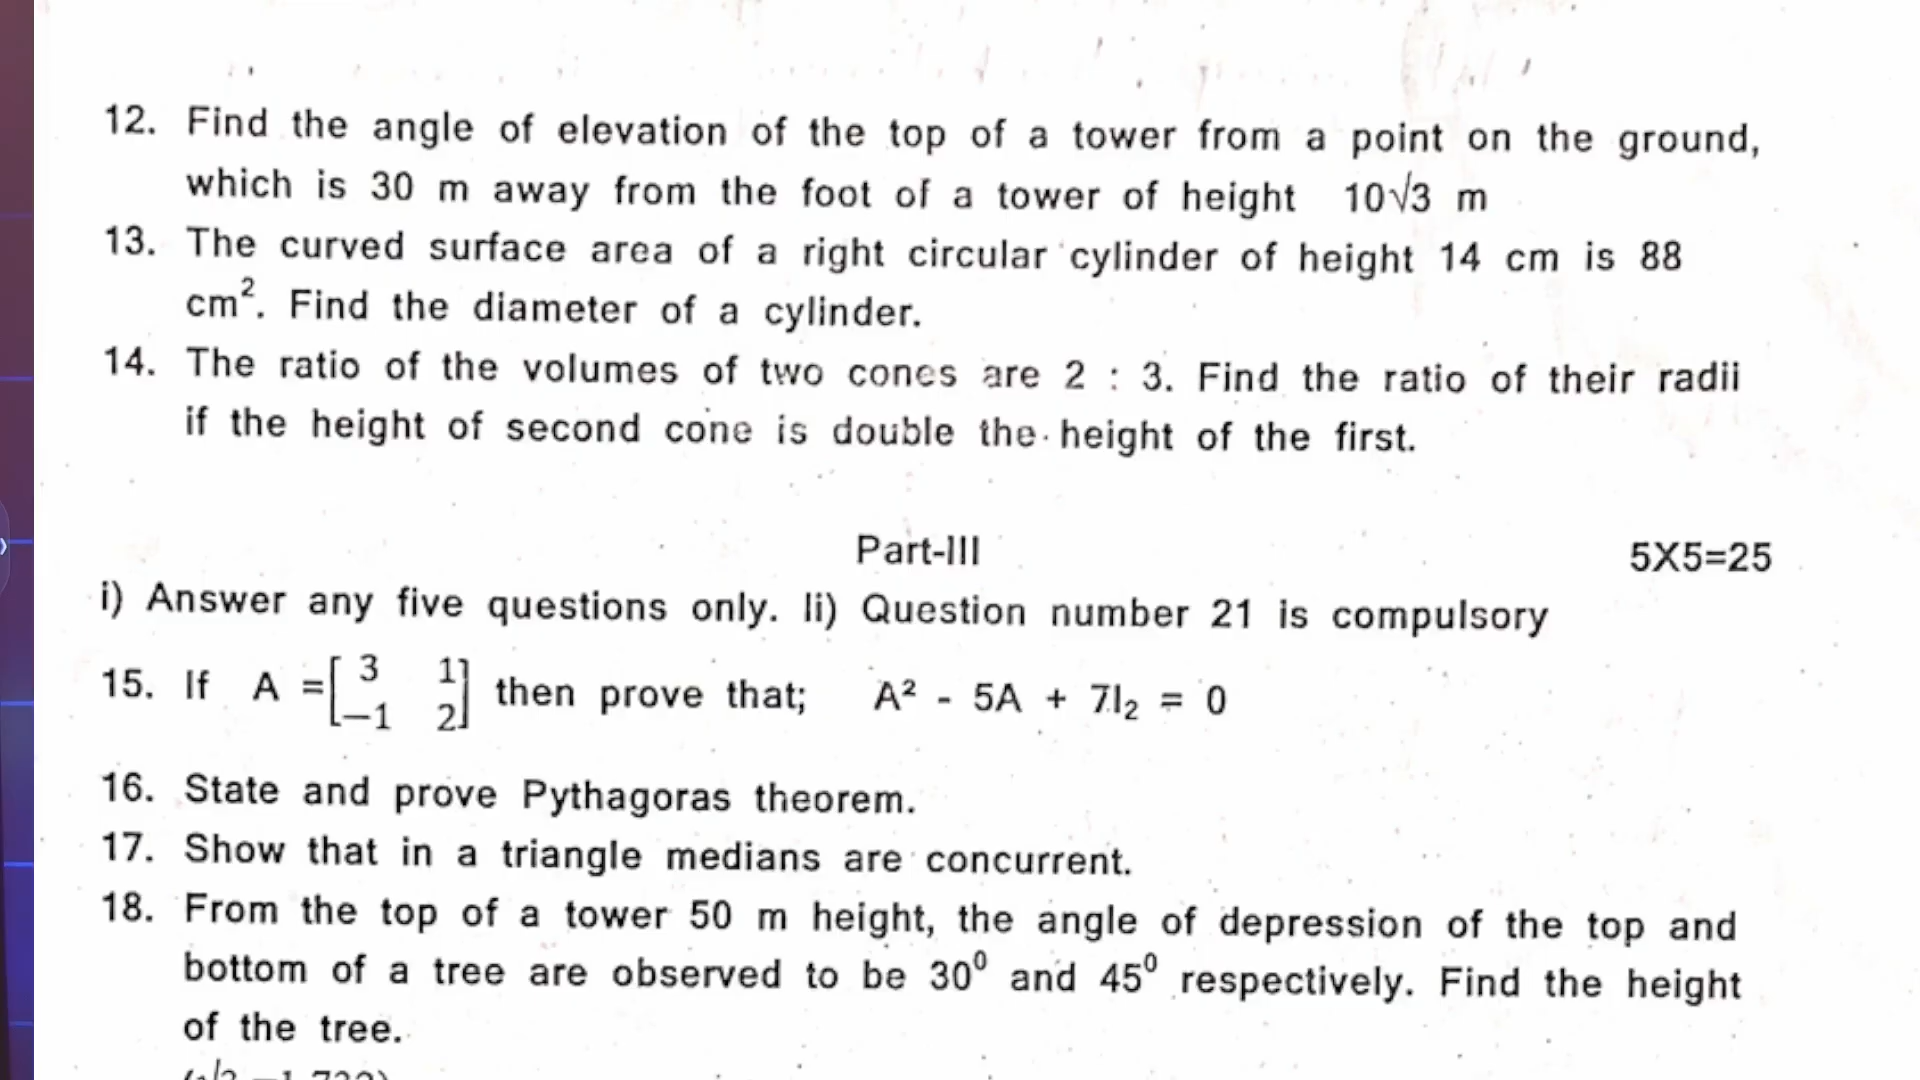 12. Find the angle of elevation of the top of a tower from a point on the ground,
which is 30 m away from the foot of a tower of height 10√3 m
13. The curved surface area of a right circular cylinder of height 14 cm is 88
cm². Find the diameter of a cylinder.
14. The ratio of the volumes of two cones are 2 : 3. Find the ratio of their radii
if the height of second cone is double the height of the first.
Part-III 5X5=25
i) Answer any five questions only. Ii) Question number 21 is compulsory
15. If A = [3 1; −1 2] then prove that; A² - 5A + 7I₂ = 0
16. State and prove Pythagoras theorem.
17. Show that in a triangle medians are concurrent.
18. From the top of a tower 50 m height, the angle of depression of the top and
bottom of a tree are observed to be 30⁰ and 45⁰ respectively. Find the height
of the tree.